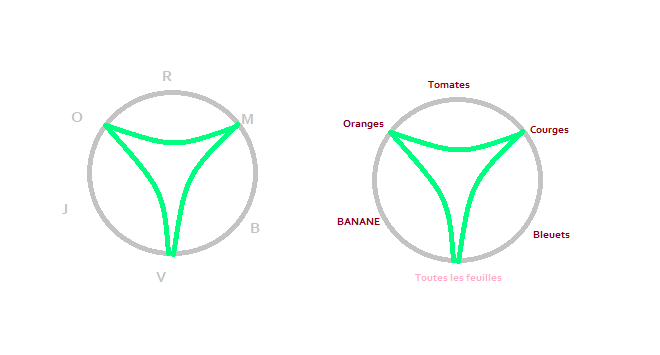 R
O
M
J
B
V
Tomates
Oranges
Courges
BANANE
Bleuets
Toutes les feuilles